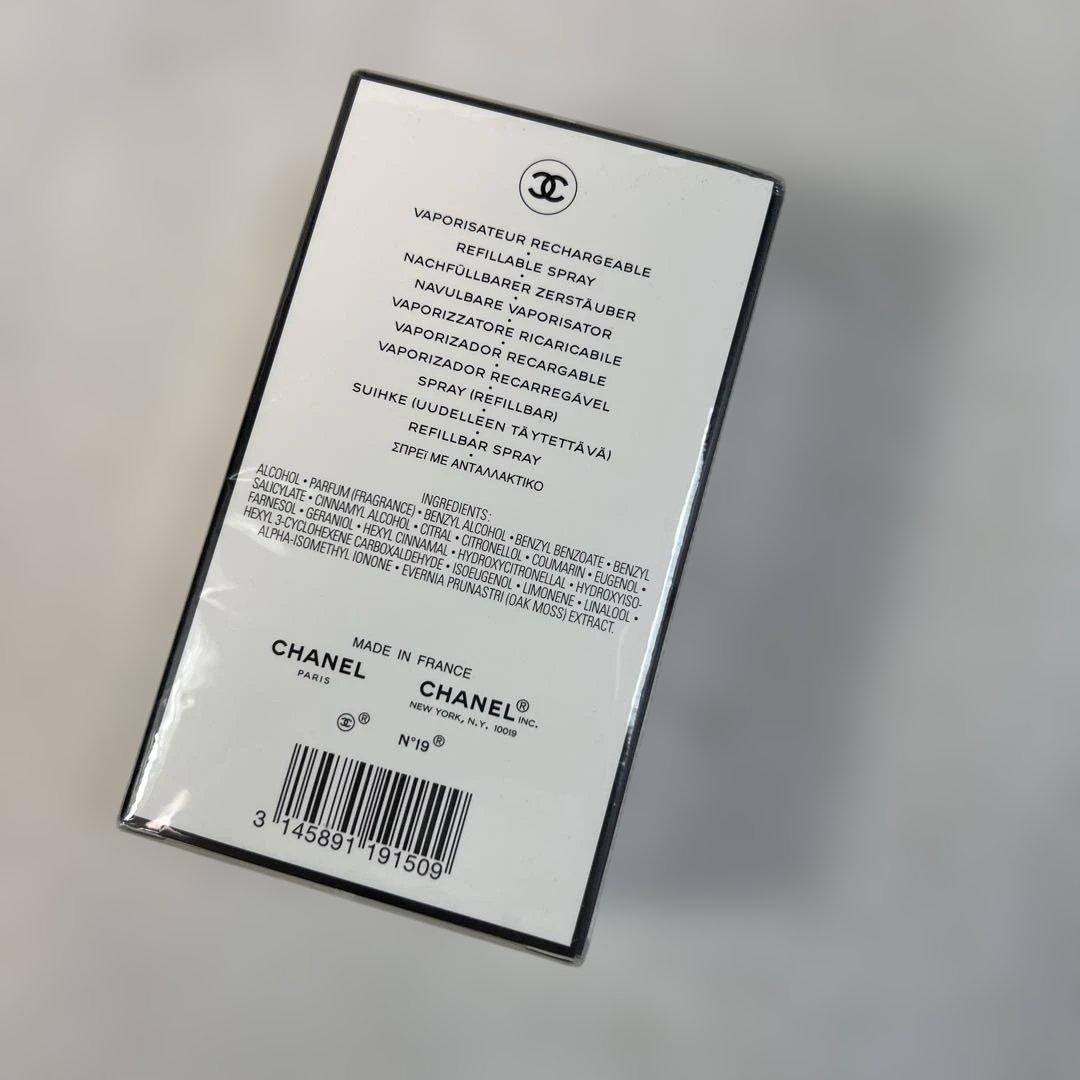 VAPORISATEUR RECHARGEABLE
REFILLABLE SPRAY
NACHFÜLLBARER ZERSTÄUBER
NAVULBARE VAPORISATOR
VAPORIZZATORE RICARICABILE
VAPORIZADOR RECARGABLE
VAPORIZADOR RECARREGÁVEL
SPRAY (REFILLBAR)
SUIHKE (UUDELLEEN TÄYTETTÄVÄ)
REFILLBAR SPRAY
ΣΠΡΕΪ ΜΕ ΑΝΤΑΛΛΑΚΤΙΚΟ
INGREDIENTS:
ALCOHOL • PARFUM (FRAGRANCE) • BENZYL ALCOHOL • BENZYL BENZOATE • BENZYL
SALICYLATE • CINNAMYL ALCOHOL • CITRAL • CITRONELLOL • COUMARIN • EUGENOL •
FARNESOL • GERANIOL • HEXYL CINNAMAL • HYDROXYCITRONELLAL • HYDROXYISO-
HEXYL 3-CYCLOHEXENE CARBOXALDEHYDE • ISOEUGENOL • LIMONENE • LINALOOL •
ALPHA-ISOMETHYL IONONE • EVERNIA PRUNASTRI (OAK MOSS) EXTRACT.
MADE IN FRANCE
CHANEL
PARIS
CHANEL® INC.
NEW YORK, N.Y. 10019
®
N°19®
3 145891 191509